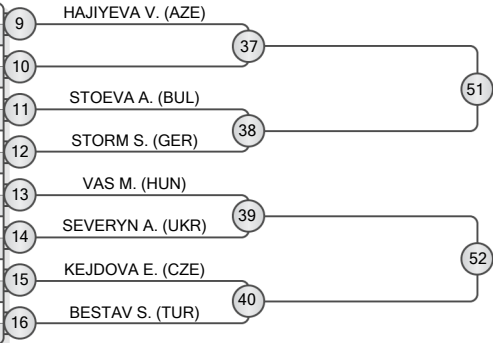 9
HAJIYEVA V. (AZE)
37
10
51
11
STOEVA A. (BUL)
38
12
STORM S. (GER)
13
VAS M. (HUN)
39
14
SEVERYN A. (UKR)
52
15
KEJDOVA E. (CZE)
40
16
BESTAV S. (TUR)